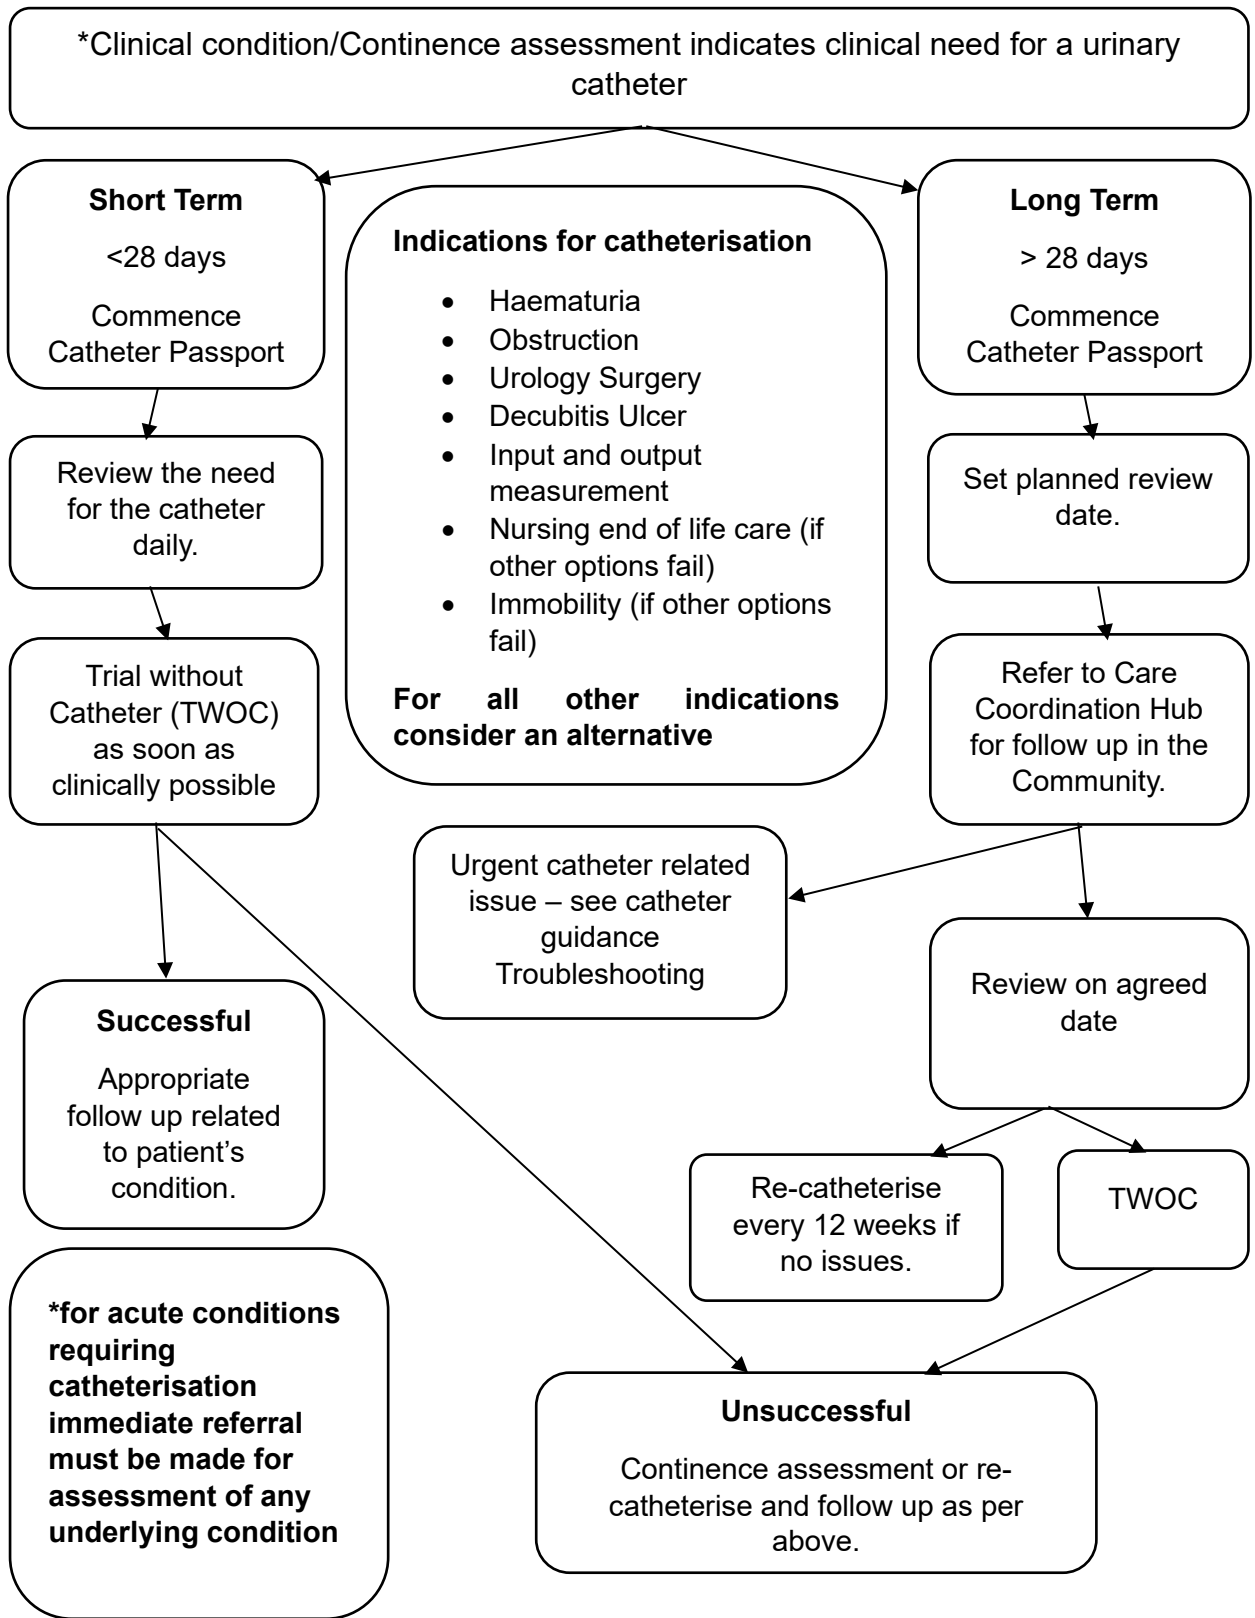 *Clinical condition/Continence assessment indicates clinical need for a urinary
catheter
Short Term
<28 days
Commence
Catheter Passport
Indications for catheterisation
• Haematuria
• Obstruction
• Urology Surgery
• Decubitis Ulcer
• Input and output
measurement
• Nursing end of life care (if
other options fail)
• Immobility (if other options
fail)
For all other indications
consider an alternative
Long Term
> 28 days
Commence
Catheter Passport
Review the need
for the catheter
daily.
Set planned review
date.
Trial without
Catheter (TWOC)
as soon as
clinically possible
Refer to Care
Coordination Hub
for follow up in the
Community.
Urgent catheter related
issue – see catheter
guidance
Troubleshooting
Review on agreed
date
Successful
Appropriate
follow up related
to patient’s
condition.
Re-catheterise
every 12 weeks if
no issues.
TWOC
*for acute conditions
requiring
catheterisation
immediate referral
must be made for
assessment of any
underlying condition
Unsuccessful
Continence assessment or re-
catheterise and follow up as per
above.